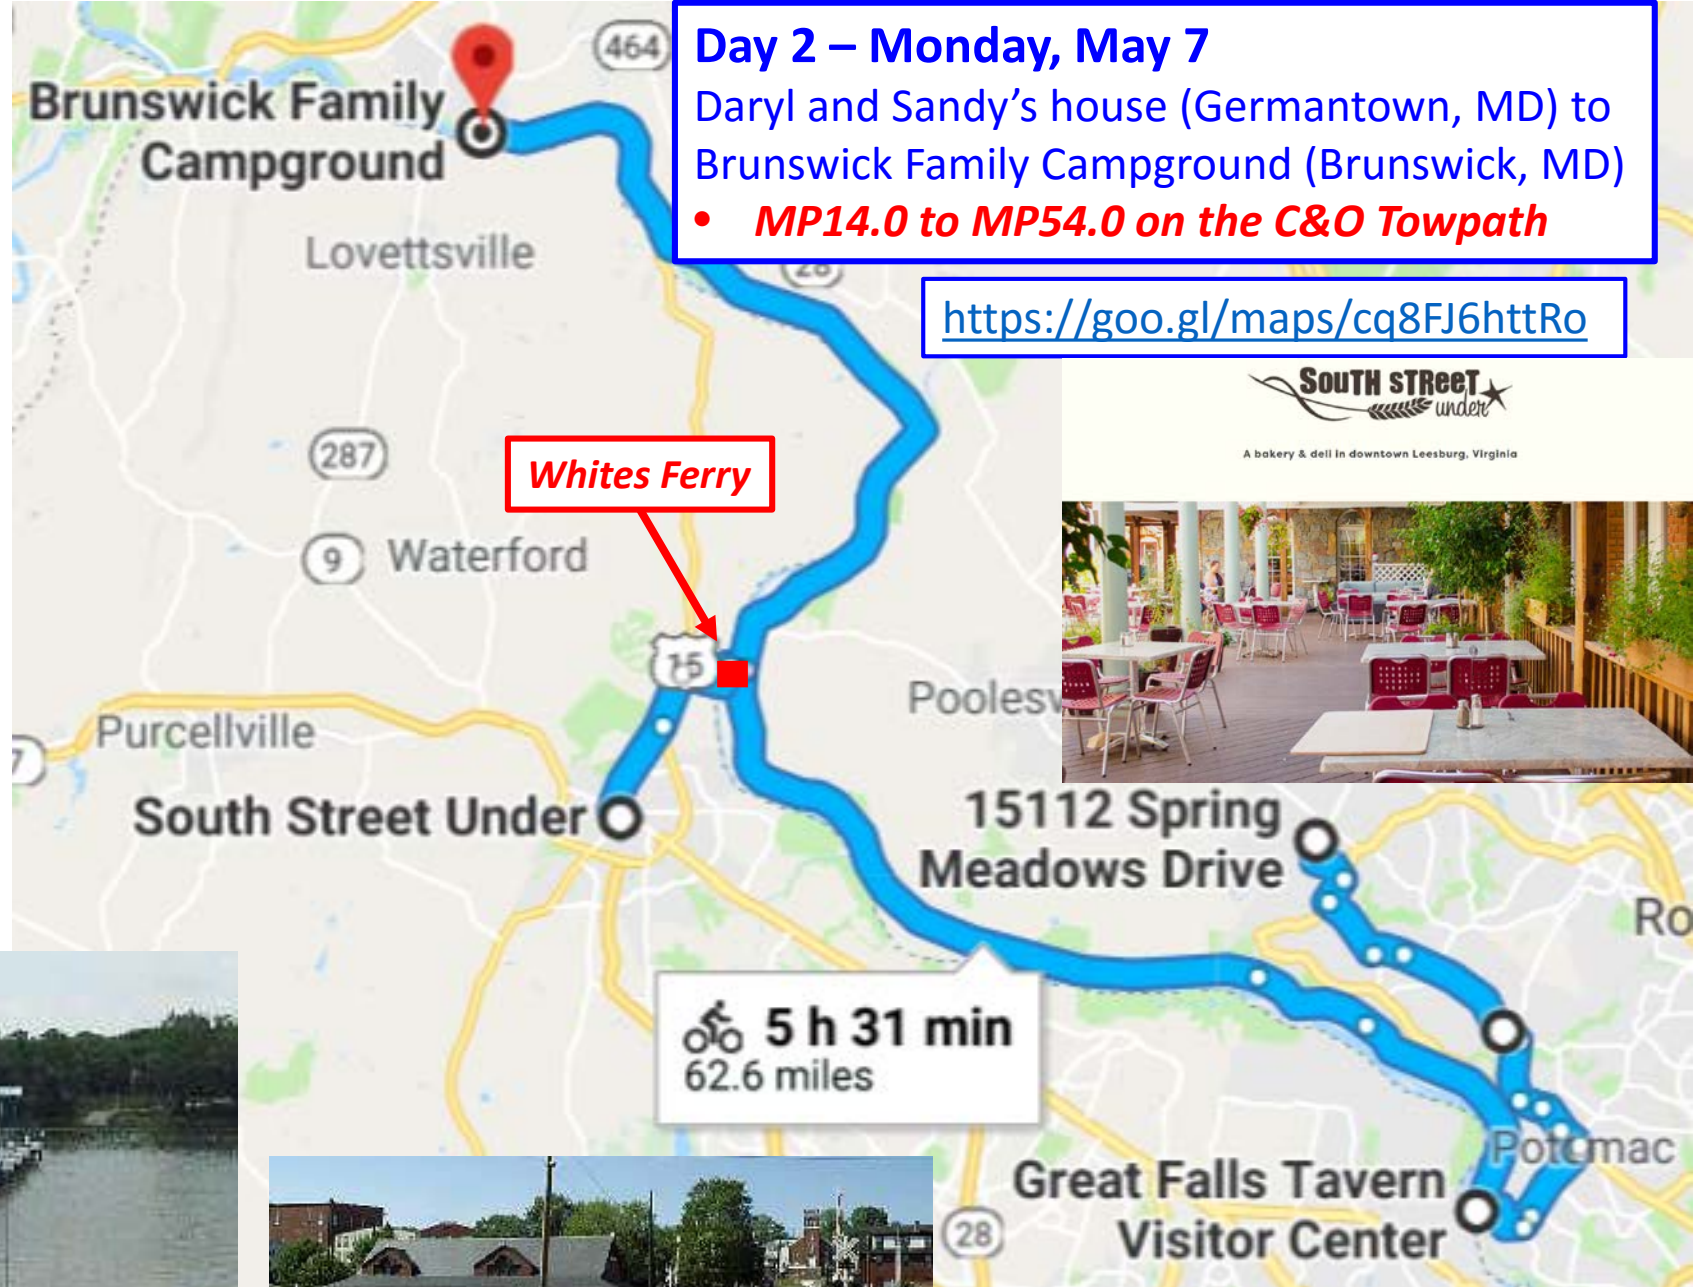 Day 2 – Monday, May 7
Daryl and Sandy's house (Germantown, MD) to
Brunswick Family Campground (Brunswick, MD)
• MP14.0 to MP54.0 on the C&O Towpath
https://goo.gl/maps/cq8FJ6httRo
464
Brunswick Family
Campground
Lovettsville
28
SOUTH STREET
under
A bakery & deli in downtown Leesburg, Virginia
287
Whites Ferry
9
Waterford
15
Poolesv
Purcellville
7
South Street Under
15112 Spring
Meadows Drive
Ro
5 h 31 min
62.6 miles
Potomac
Great Falls Tavern
Visitor Center
28